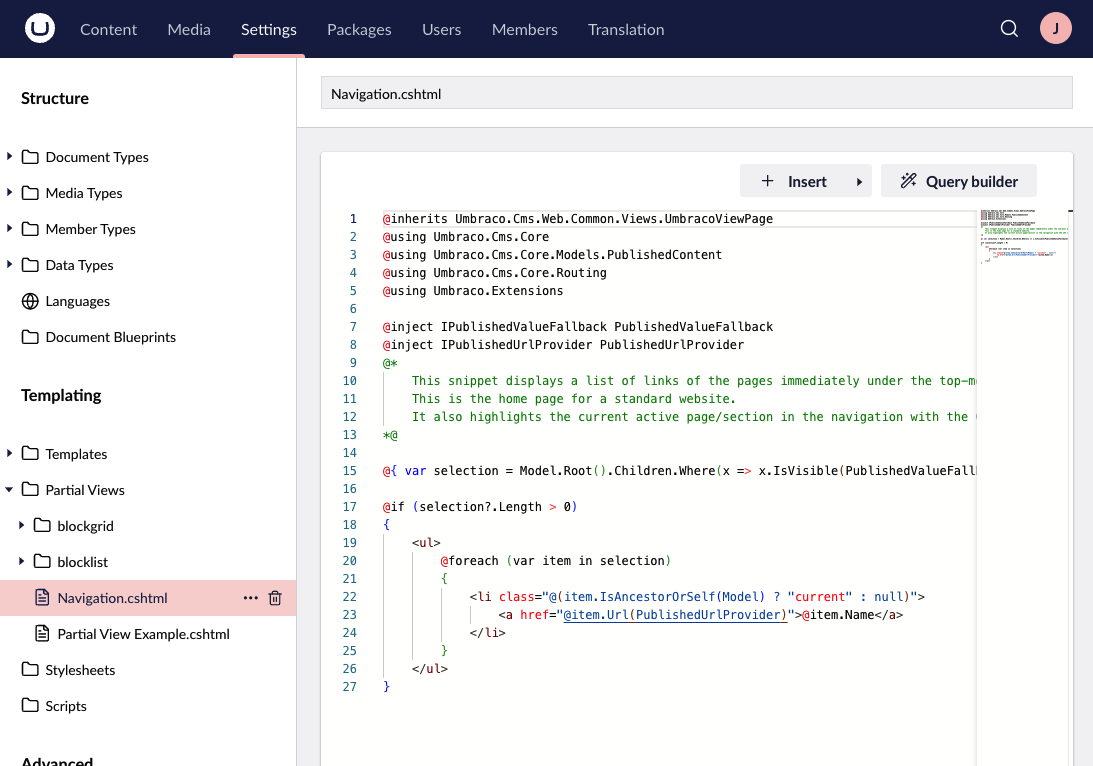 Content Media Settings Packages Users Members Translation J
Structure
Document Types
Media Types
Member Types
Data Types
Languages
Document Blueprints
Templating
Templates
Partial Views
blockgrid
blocklist
Navigation.cshtml
Partial View Example.cshtml
Stylesheets
Scripts
Advanced
Navigation.cshtml
Insert Query builder
1 @inherits Umbraco.Cms.Web.Common.Views.UmbracoViewPage
2 @using Umbraco.Cms.Core
3 @using Umbraco.Cms.Core.Models.PublishedContent
4 @using Umbraco.Cms.Core.Routing
5 @using Umbraco.Extensions
6
7 @inject IPublishedValueFallback PublishedValueFallback
8 @inject IPublishedUrlProvider PublishedUrlProvider
9 @*
10 This snippet displays a list of links of the pages immediately under the top-m
11 This is the home page for a standard website.
12 It also highlights the current active page/section in the navigation with the
13 *@
14
15 @{ var selection = Model.Root().Children.Where(x => x.IsVisible(PublishedValueFall
16
17 @if (selection?.Length > 0)
18 {
19 <ul>
20 @foreach (var item in selection)
21 {
22 <li class="@(item.IsAncestorOrSelf(Model) ? "current" : null)">
23 <a href="@item.Url(PublishedUrlProvider)">@item.Name</a>
24 </li>
25 }
26 </ul>
27 }